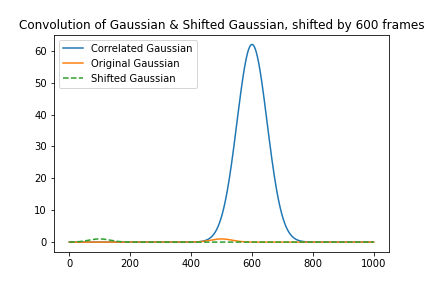 Convolution of Gaussian & Shifted Gaussian, shifted by 600 frames
Correlated Gaussian
Original Gaussian
Shifted Gaussian
60
50
40
30
20
10
0
0 200 400 600 800 1000